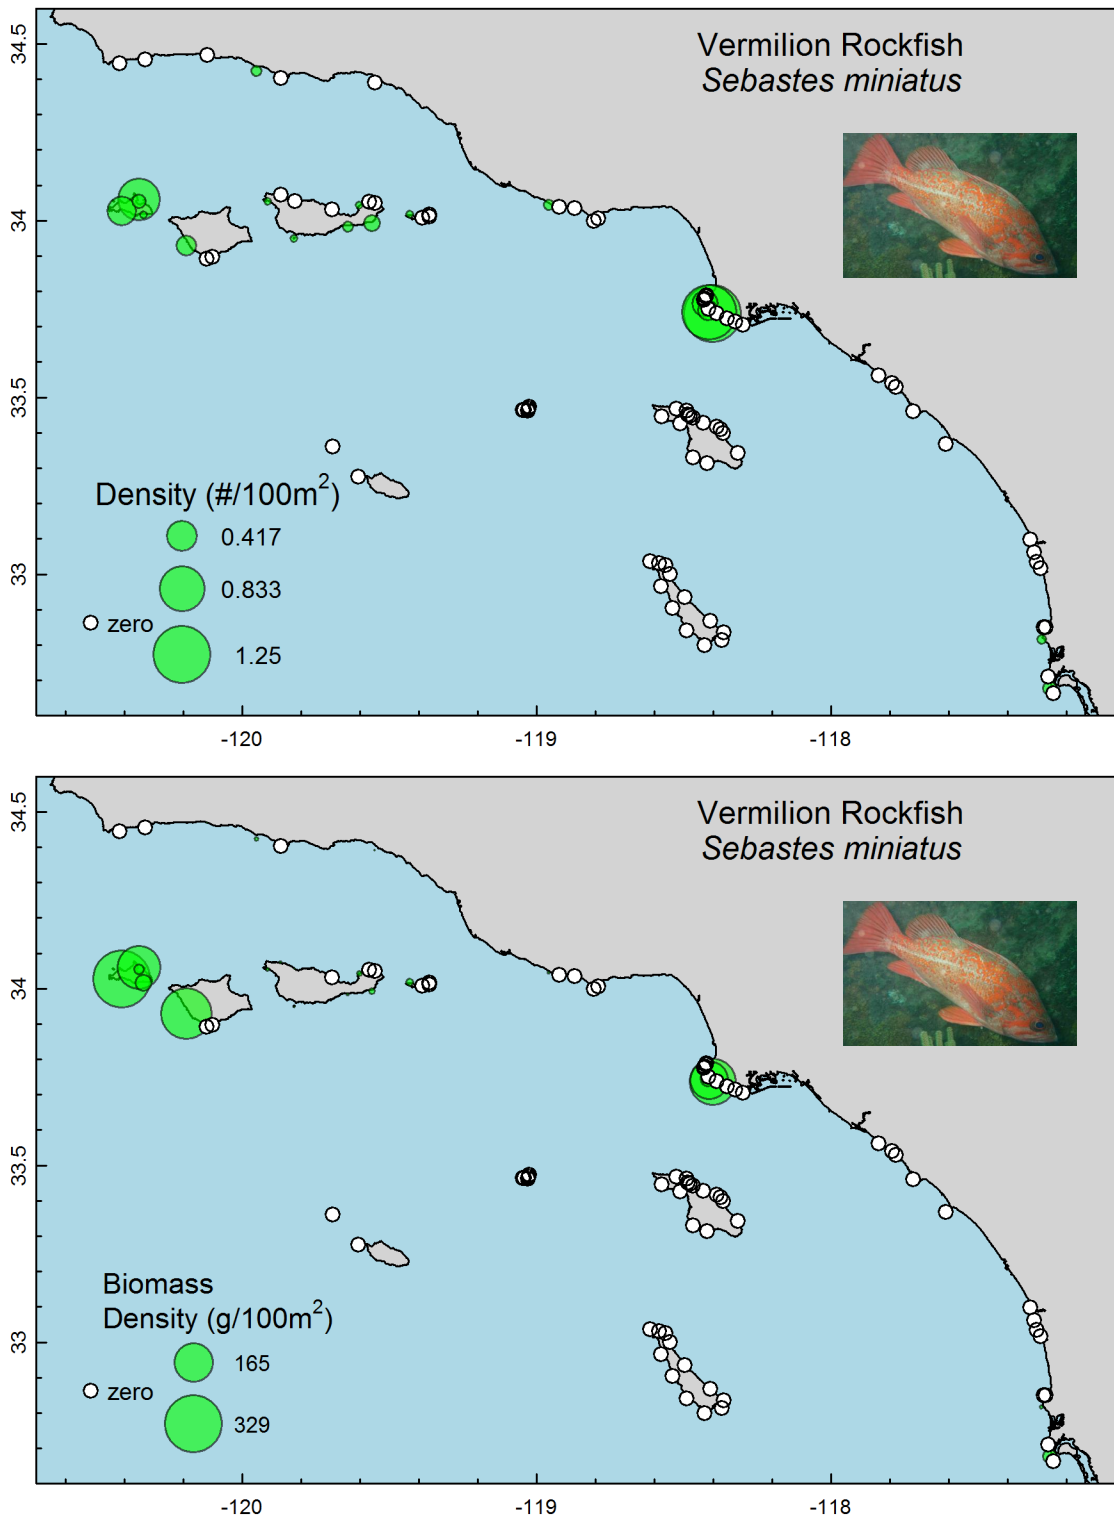 34.5
34
33.5
33
Vermilion Rockfish
Sebastes miniatus
Density (#/100m²)
0.417
0.833
zero
1.25
-120
-119
-118
34.5
34
33.5
33
Vermilion Rockfish
Sebastes miniatus
Biomass
Density (g/100m²)
165
zero
329
-120
-119
-118